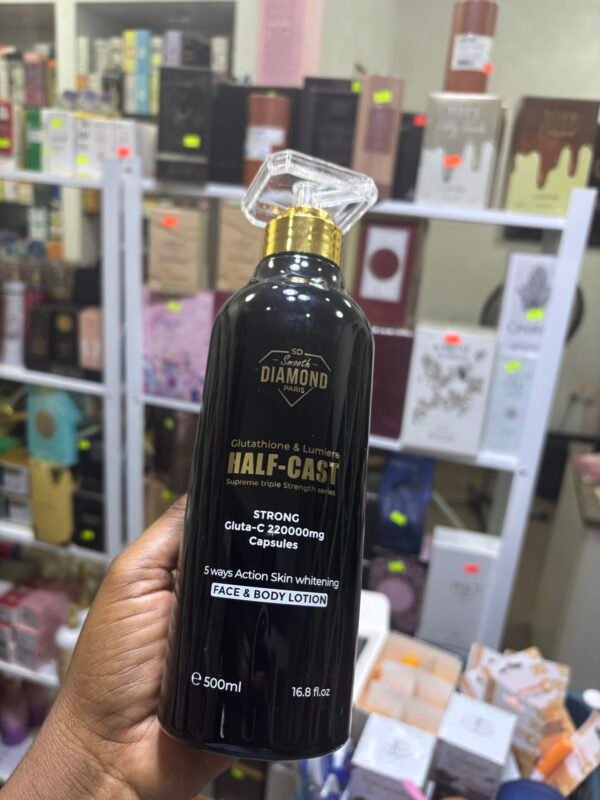 SD
Smooth
DIAMOND
PARIS
Glutathione & Lumiere
HALF-CAST
Supreme triple Strength series
STRONG
Gluta-C 220000mg
Capsules
5 ways Action Skin whitening
FACE & BODY LOTION
e 500ml 16.8 fl.oz